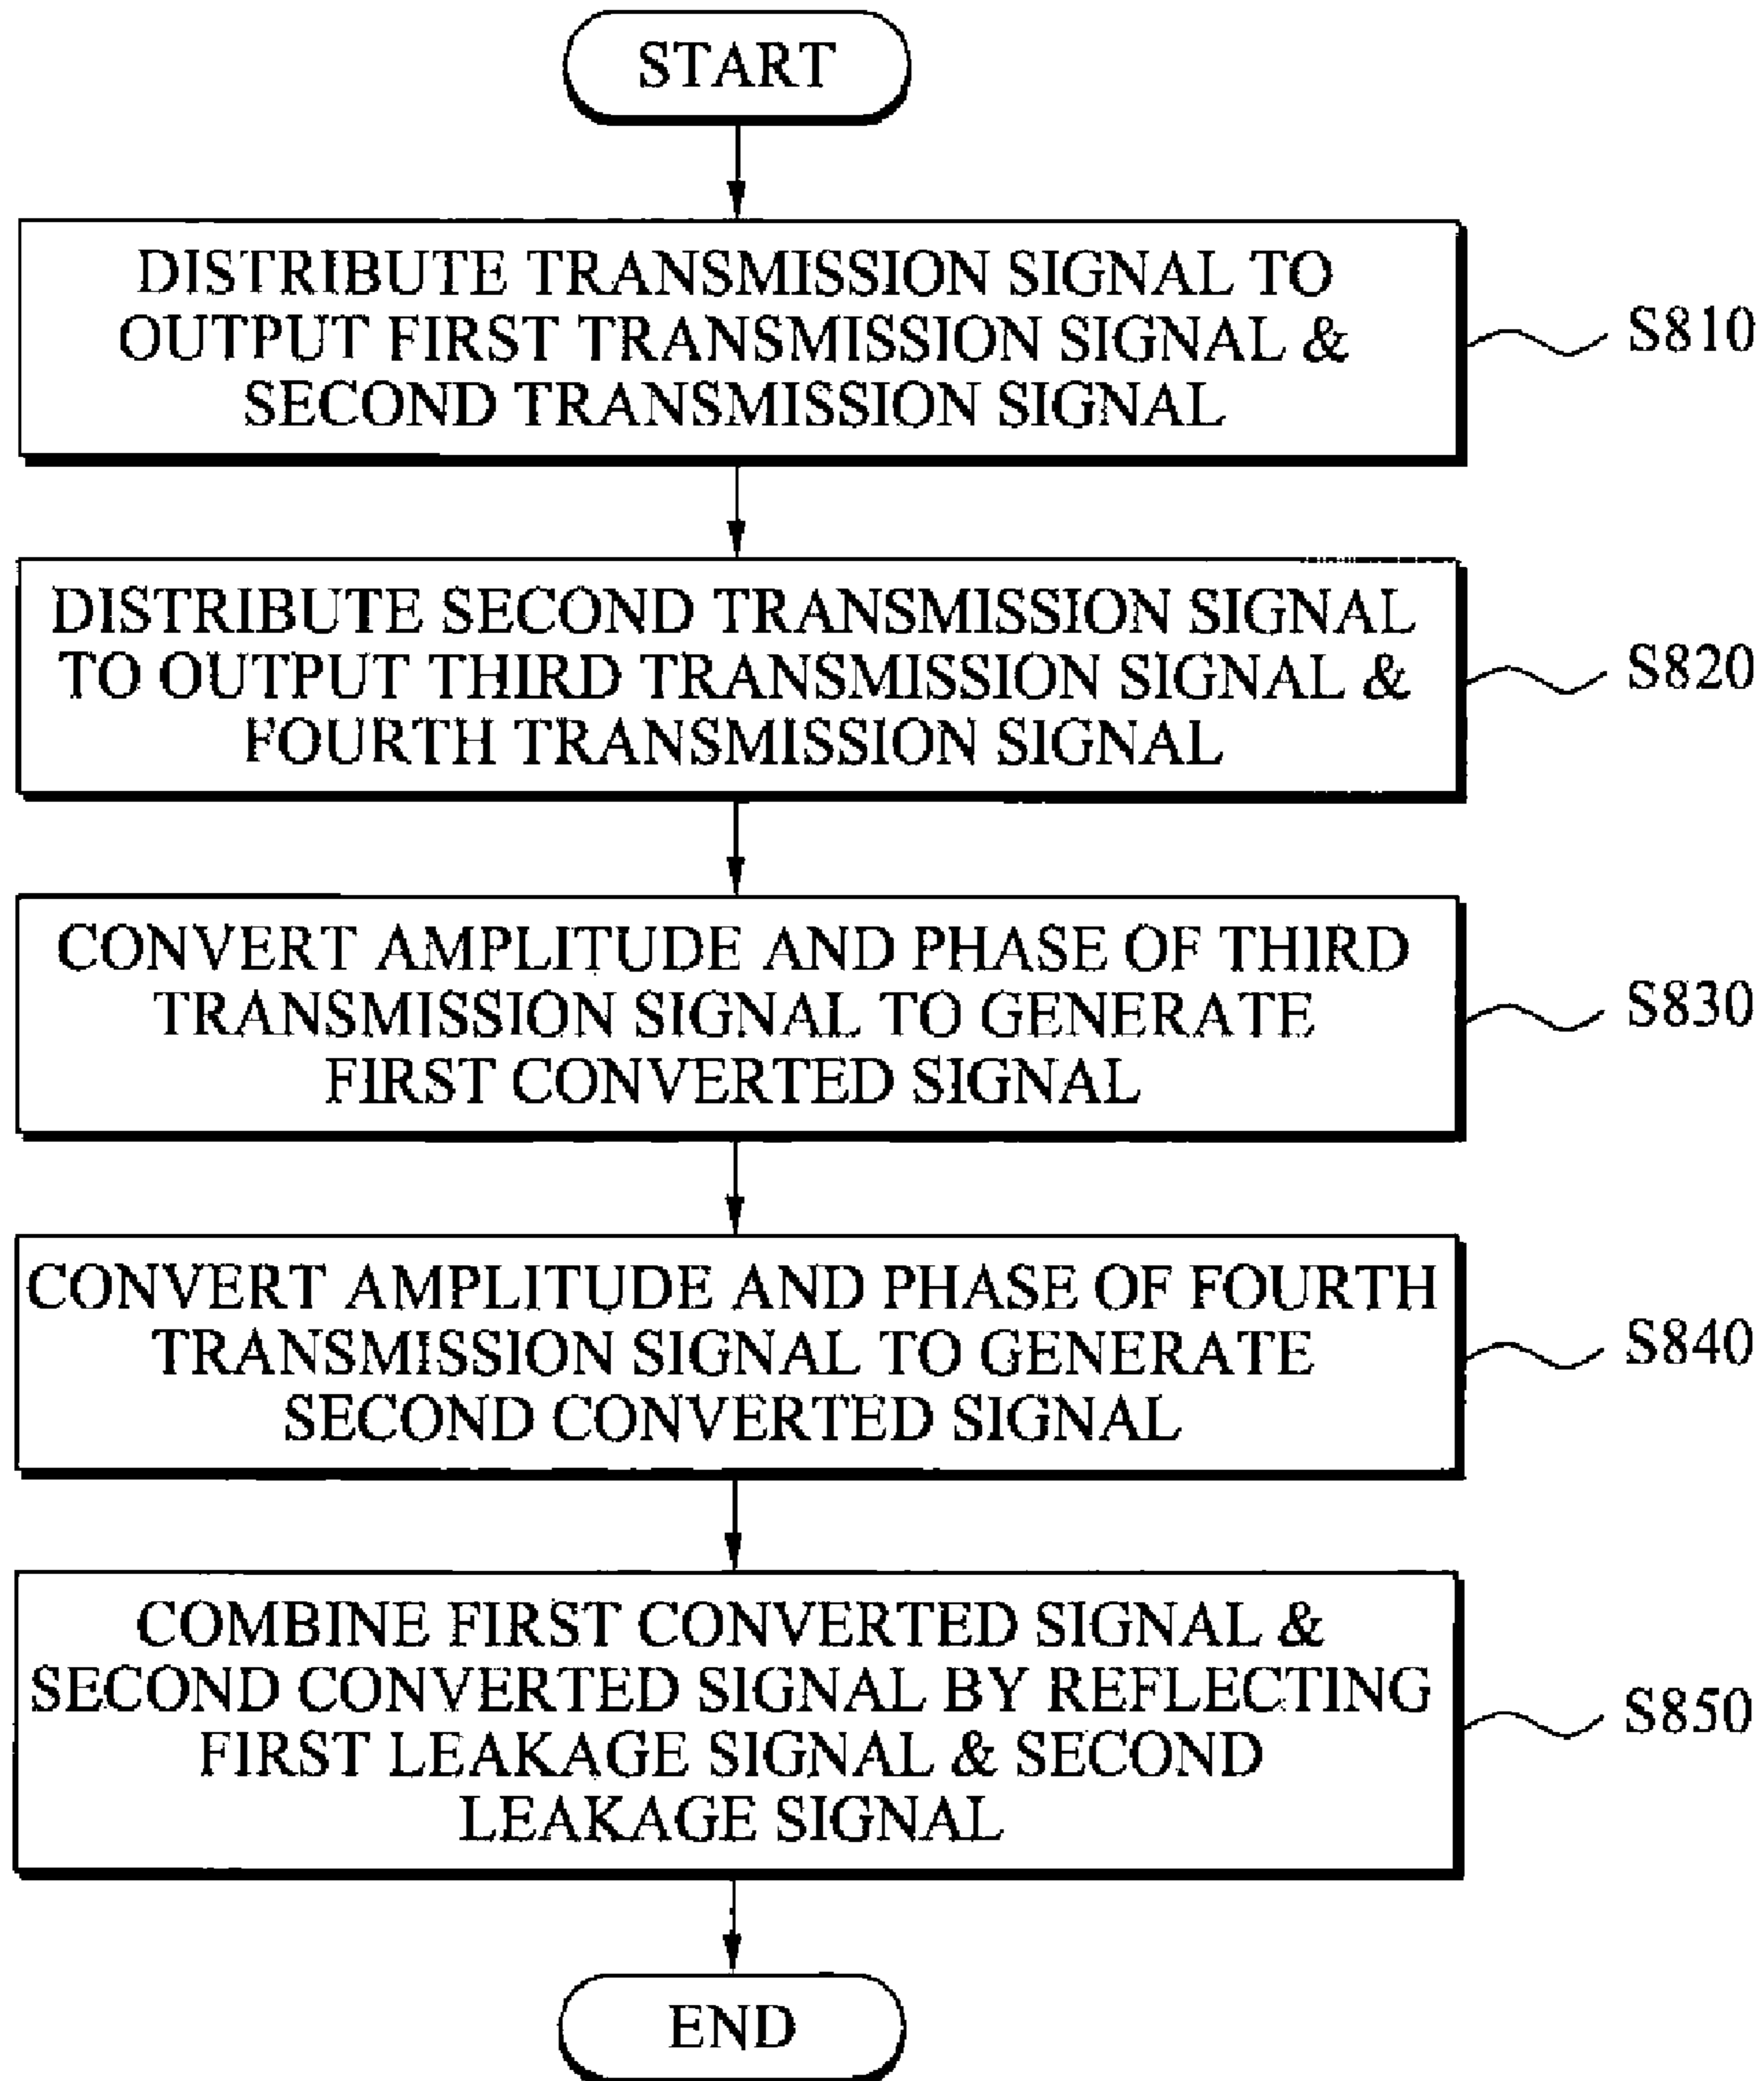 START
DISTRIBUTE TRANSMISSION SIGNAL TO
OUTPUT FIRST TRANSMISSION SIGNAL &
SECOND TRANSMISSION SIGNAL
S810
DISTRIBUTE SECOND TRANSMISSION SIGNAL
TO OUTPUT THIRD TRANSMISSION SIGNAL &
FOURTH TRANSMISSION SIGNAL
S820
CONVERT AMPLITUDE AND PHASE OF THIRD
TRANSMISSION SIGNAL TO GENERATE
FIRST CONVERTED SIGNAL
S830
CONVERT AMPLITUDE AND PHASE OF FOURTH
TRANSMISSION SIGNAL TO GENERATE
SECOND CONVERTED SIGNAL
S840
COMBINE FIRST CONVERTED SIGNAL &
SECOND CONVERTED SIGNAL BY REFLECTING
FIRST LEAKAGE SIGNAL & SECOND
LEAKAGE SIGNAL
S850
END